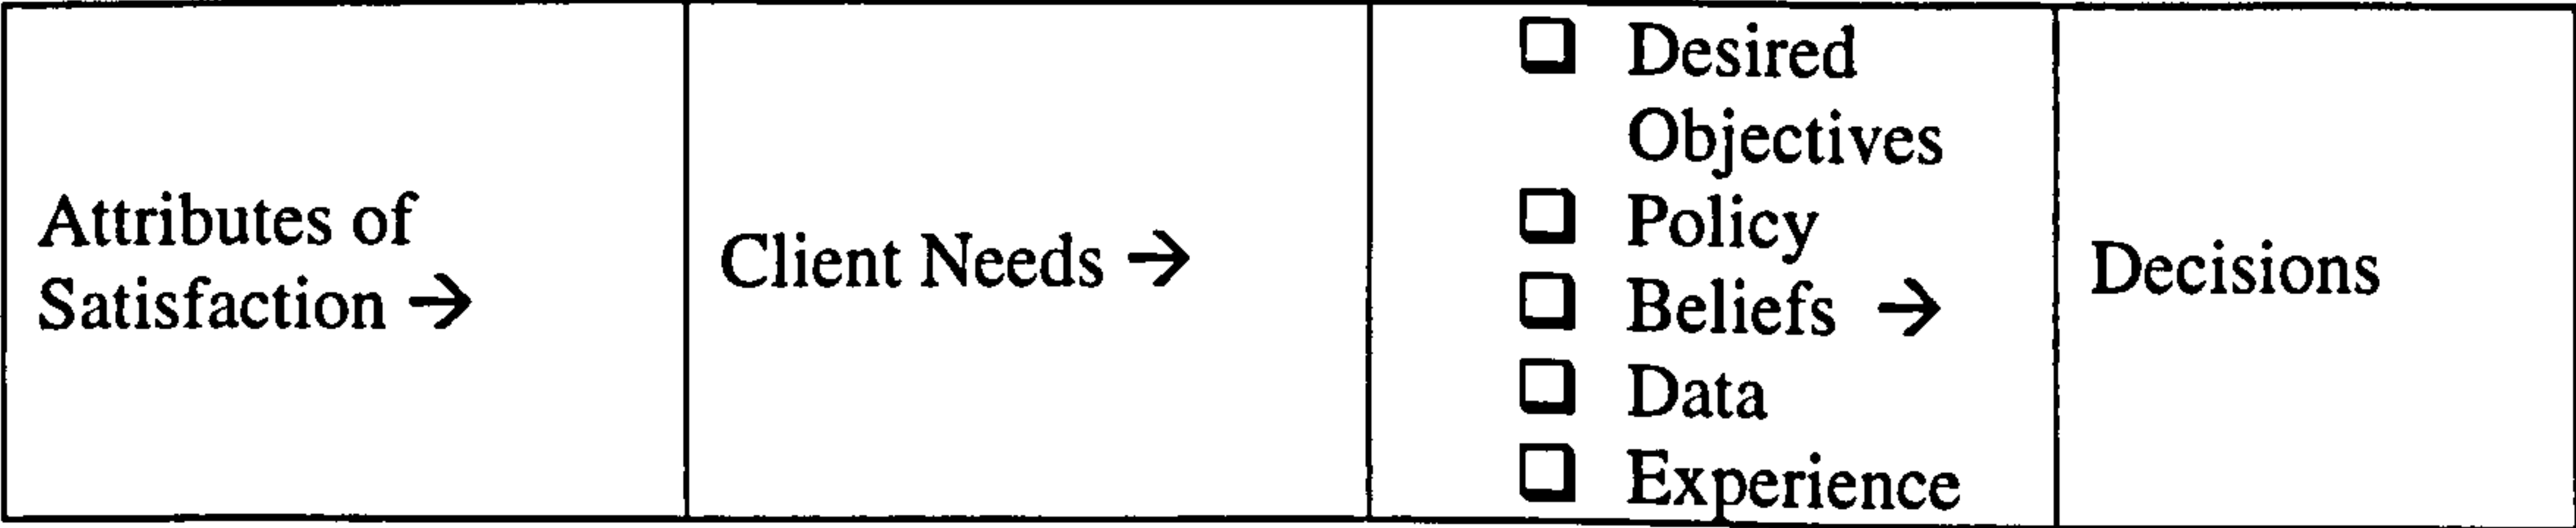 Attributes of
Satisfaction →
Client Needs →
❑ Desired
Objectives
❑ Policy
❑ Beliefs →
❑ Data
❑ Experience
Decisions